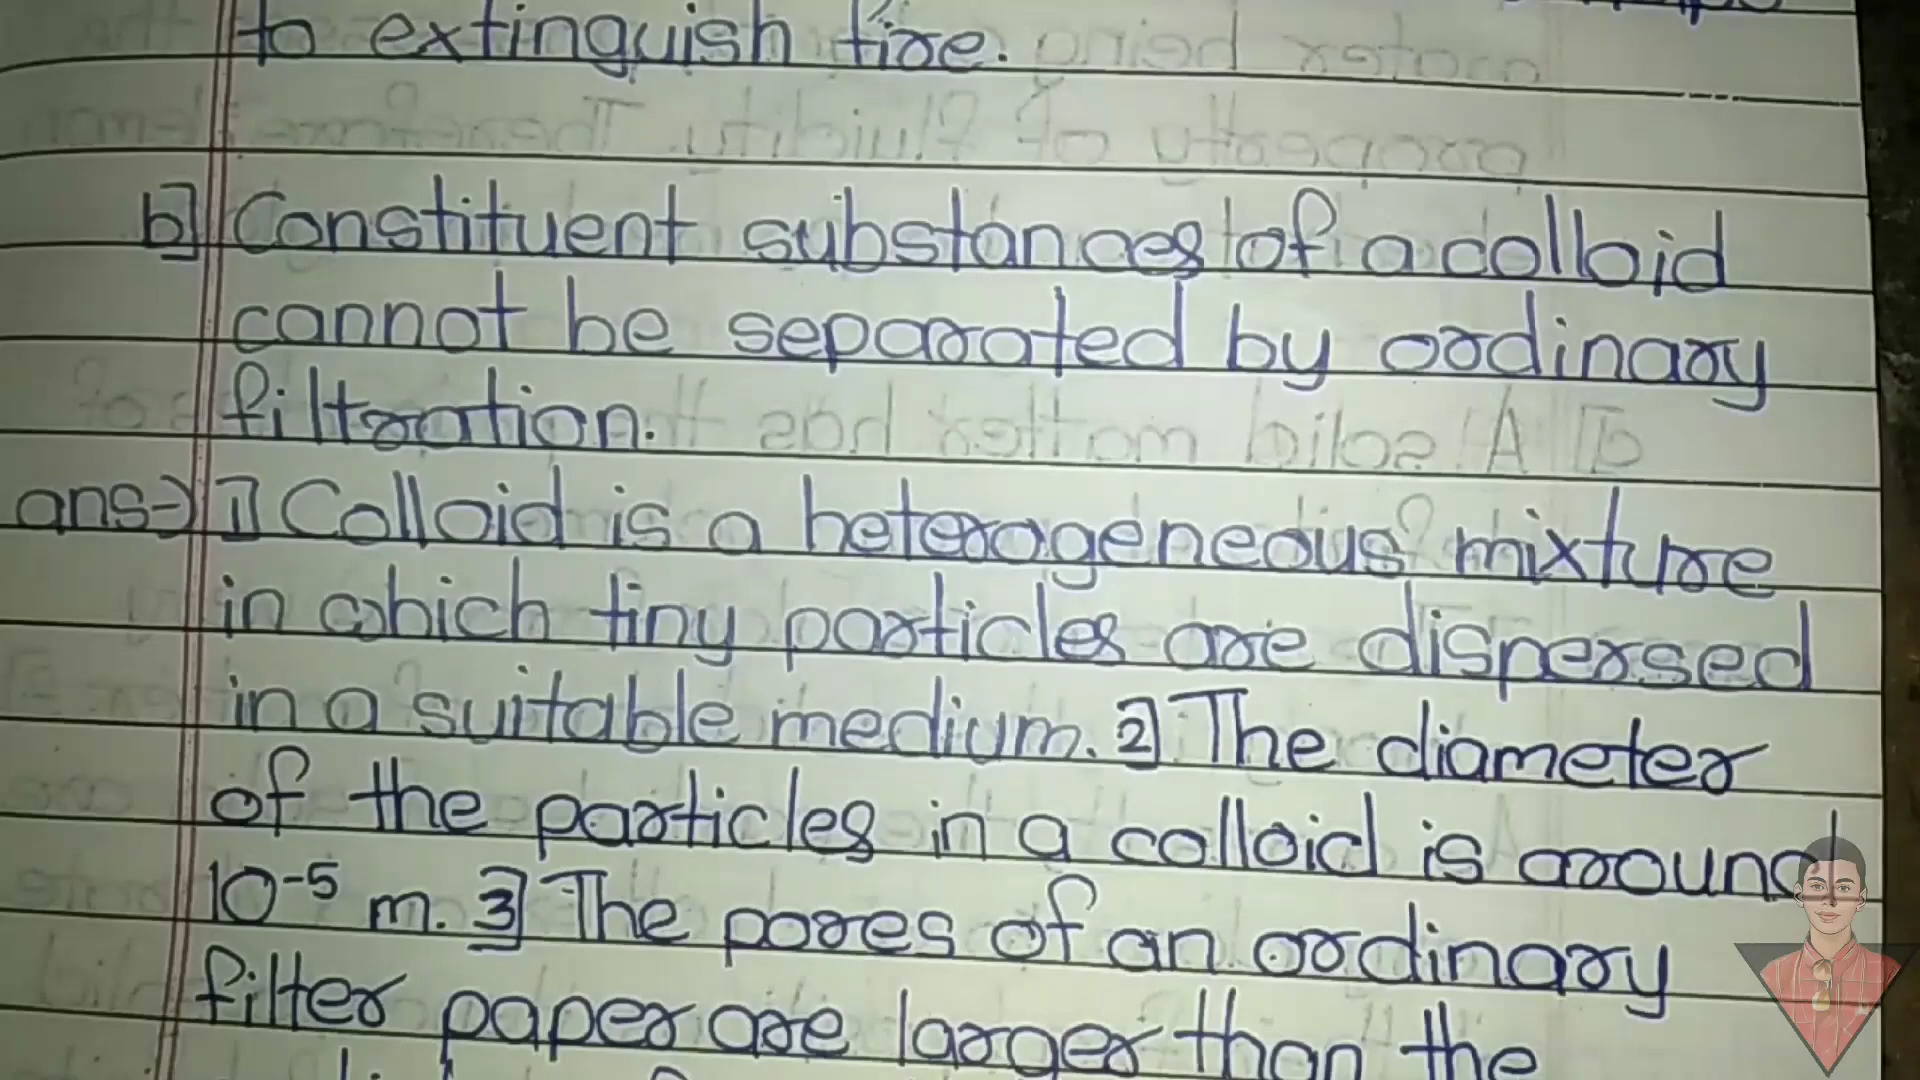 to extinguish fire.
b] Constituent substances of a colloid
cannot be separated by ordinary
filtration.
ans→ 1] Colloid is a heterogeneous mixture
in which tiny particles are dispersed
in a suitable medium. 2] The diameter
of the particles in a colloid is around
10⁻⁵ m. 3] The pores of an ordinary
filter paper are larger than the